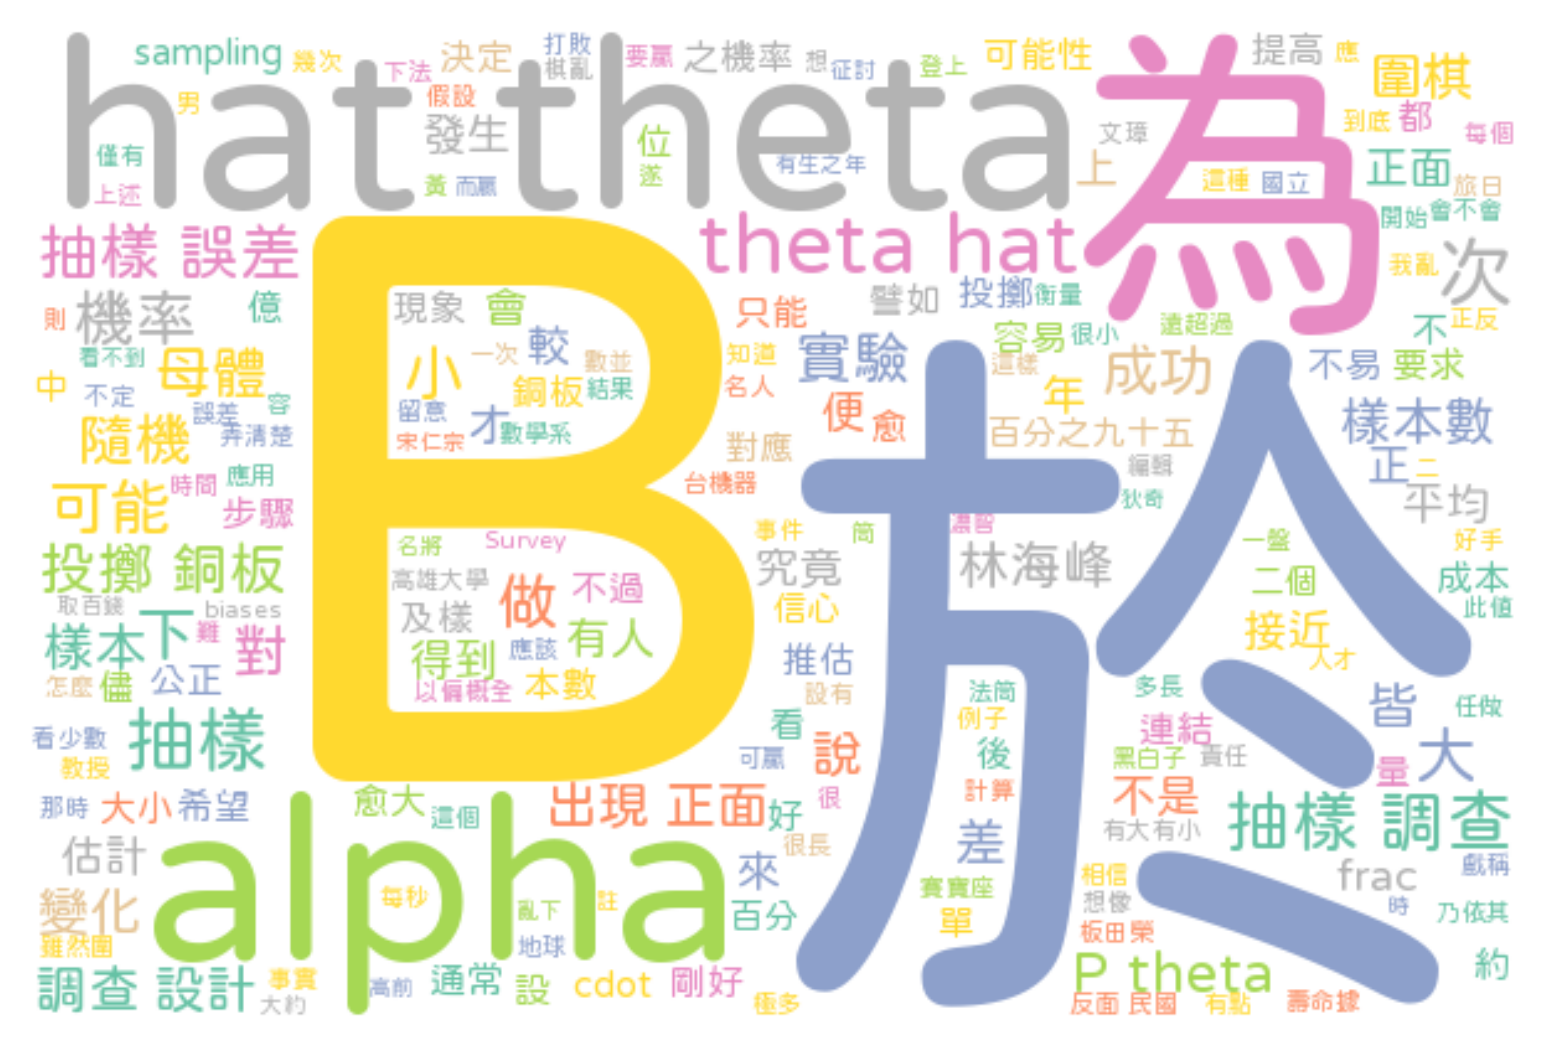 hat theta
為
B
於
alpha
sampling
幾次
下法
決定
打敗
棋亂
要贏
之機率
想
征討
登上
可能性
提高
應
圍棋
男
假設
發生
位
遂
有生之年
文璋
上
到底
都
每個
正面
僅有
上述
黃
而贏
這種
國立
旅日
開始
會不會
抽樣 誤差
theta hat
我亂
次
則
機率
億
現象
會
只能
譬如
投擲
衡量
容易
很小
遠超過
不
正反
看不到
母體
小
一次
較
數並
知道
實驗
這樣
成功
不易
要求
中
不定
誤差
容
銅板
結果
名人
便
愈
年
隨機
弄清楚
留意
才
數學系
宋仁宗
對應
百分之九十五
樣本數
可能
時間
應用
步驟
台機器
編輯
狄奇
正
二
平均
投擲 銅板
名將
Survey
事件
筒
究竟
林海峰
一盤
好手
取百錢
biases
高雄大學
做
不過
信心
二個
成本
此值
樣本
下
難
對
及樣
得到
應該
有人
接近
人才
怎麼
儘
公正
以偏概全
本數
推估
設有
法筒
多長
皆
任做
看少數
教授
抽樣
看
例子
連結
可贏
說
後
黑白子
責任
量
大
那時
大小
希望
愈大
這個
出現 正面
好
很
計算
不是
抽樣 調查
估計
很長
差
有大有小
變化
每秒
亂下
註
來
賽寶座
相信
frac
戲稱
雖然圍
地球
百分
單
想像
時
乃依其
板田榮
調查 設計
事實
大約
高前
通常
設
cdot
剛好
極多
P theta
約
反面
民國
有點
壽命據